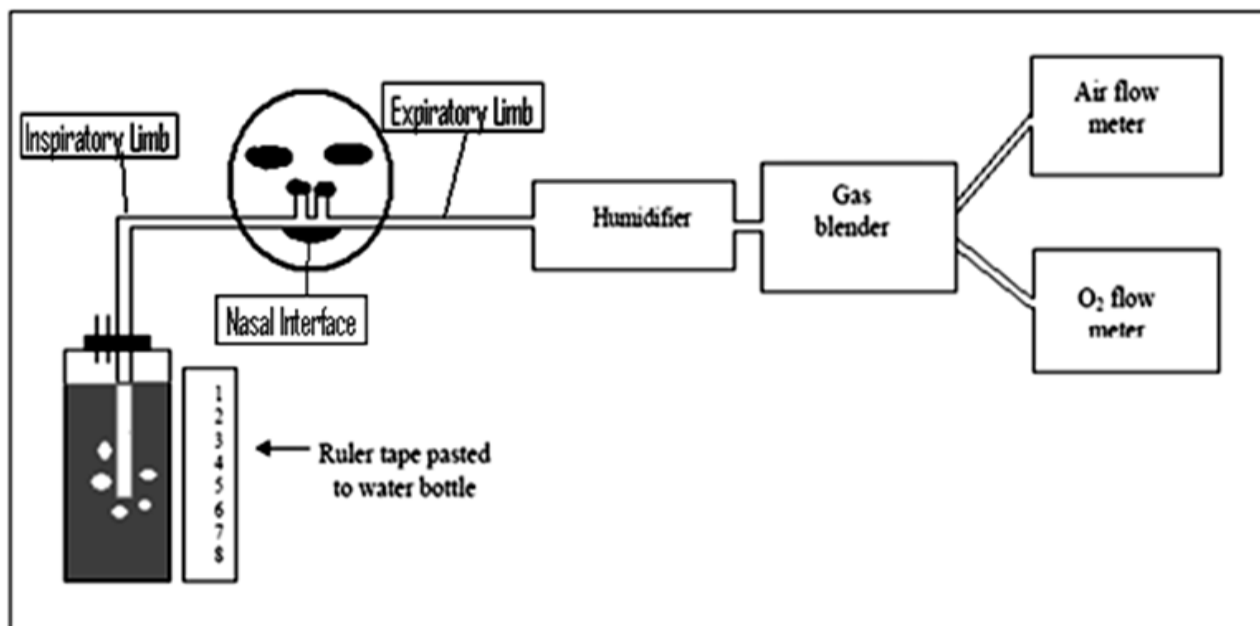 Inspiratory Limb
Expiratory Limb
Nasal Interface
Humidifier
Gas
blender
Air flow
meter
O₂ flow
meter
1
2
3
4
5
6
7
8
Ruler tape pasted
to water bottle